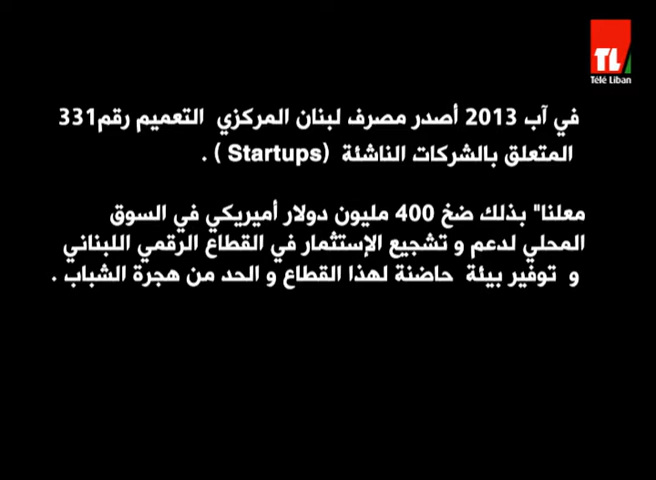 TL
Télé Liban
في آب 2013 أصدر مصرف لبنان المركزي التعميم رقم331
المتعلق بالشركات الناشئة (Startups ) .
معلنا" بذلك ضخ 400 مليون دولار أميريكي في السوق
المحلي لدعم و تشجيع الإستثمار في القطاع الرقمي اللبناني
و توفير بيئة حاضنة لهذا القطاع و الحد من هجرة الشباب .